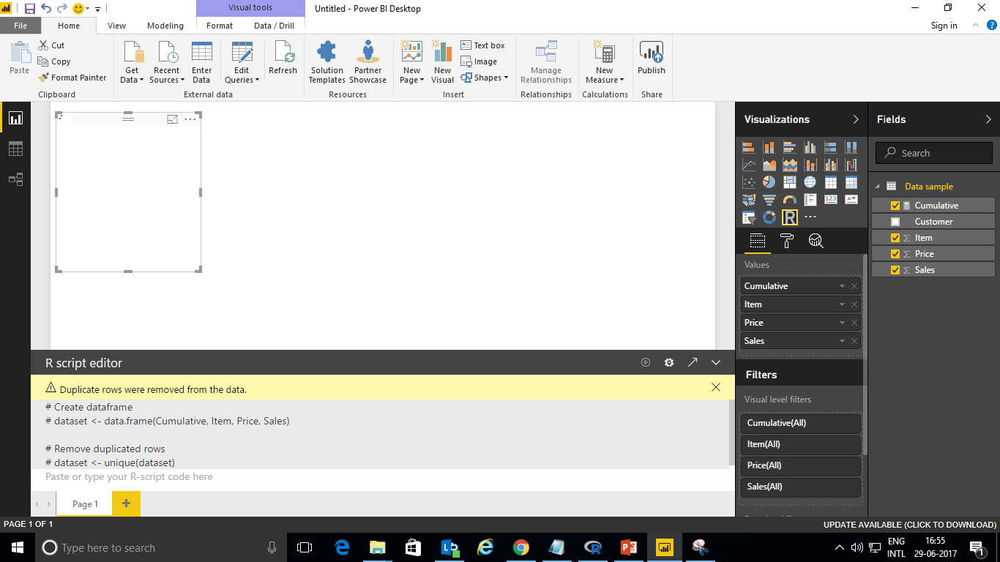 Visual tools
Untitled - Power BI Desktop
File
Home
View
Modeling
Format
Data / Drill
Sign in
Paste
Cut
Copy
Format Painter
Get
Data
Recent
Sources
Enter
Data
Edit
Queries
Refresh
Solution
Templates
Partner
Showcase
New
Page
New
Visual
Text box
Image
Shapes
Manage
Relationships
New
Measure
Publish
Clipboard
External data
Resources
Insert
Relationships
Calculations
Share
Visualizations
R
123
Values
Cumulative
Item
Price
Sales
Filters
Visual level filters
Cumulative(All)
Item(All)
Price(All)
Sales(All)
Fields
Search
Data sample
Cumulative
Customer
Item
Price
Sales
R script editor
Duplicate rows were removed from the data.
# Create dataframe
# dataset <- data.frame(Cumulative, Item, Price, Sales)
# Remove duplicated rows
# dataset <- unique(dataset)
Paste or type your R-script code here
Page 1
PAGE 1 OF 1
UPDATE AVAILABLE (CLICK TO DOWNLOAD)
Type here to search
ENG
INTL
16:55
29-06-2017
1